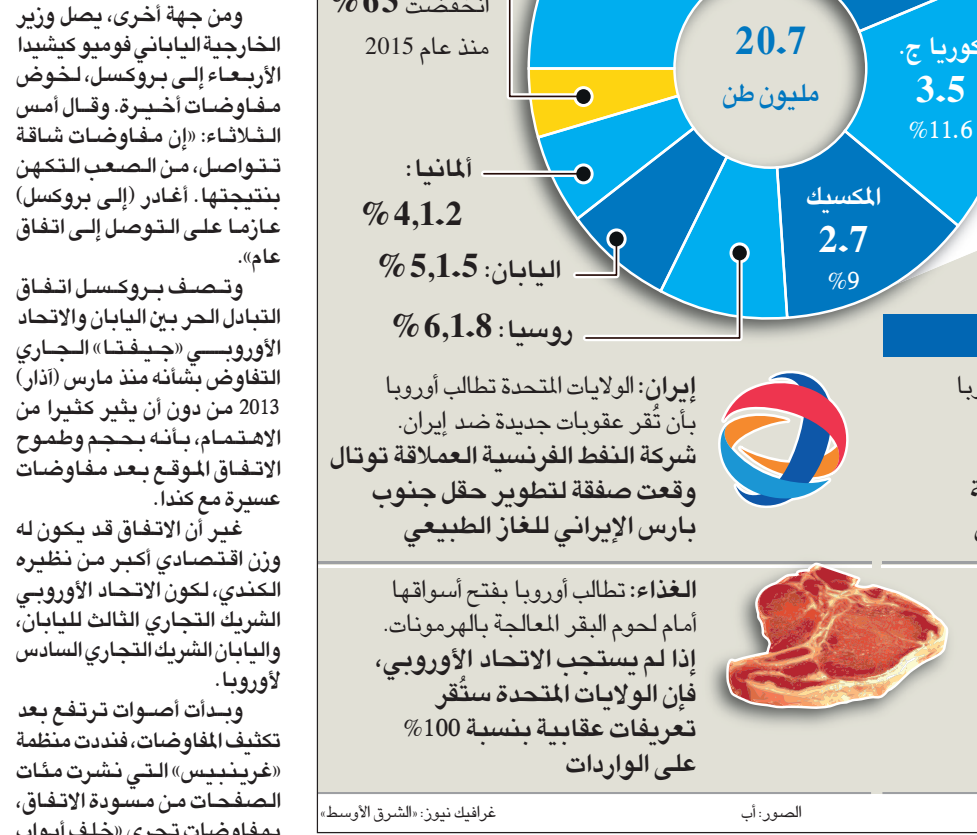 ومن جهة أخرى، يصل وزير
الخارجية الياباني فوميو كيشيدا
الأربعاء إلى بروكسل، لخوض
مفاوضات أخيرة. وقال أمس
الثلاثاء: «إن مفاوضات شاقة
تتواصل، من الصعب التكهن
بنتيجتها. أغادر (إلى بروكسل)
عازما على التوصل إلى اتفاق
عام».
وتصف بروكسل اتفاق
التبادل الحر بين اليابان والاتحاد
الأوروبي «جيفتا» الجاري
التفاوض بشأنه منذ مارس (آذار)
2013 من دون أن يثير كثيرا من
الاهتمام، بأنه بحجم وطموح
الاتفاق الموقع بعد مفاوضات
عسيرة مع كندا.
غير أن الاتفاق قد يكون له
وزن اقتصادي أكبر من نظيره
الكندي، لكون الاتحاد الأوروبي
الشريك التجاري الثالث لليابان،
واليابان الشريك التجاري السادس
لأوروبا.
وبدأت أصوات ترتفع بعد
تكثيف المفاوضات، فنددت منظمة
«غرينبيس» التي نشرت مئات
الصفحات من مسودة الاتفاق،
بمفاوضات تجري «خلف أبواب
انخفضت 65%
منذ عام 2015
20.7
مليون طن
كوريا ج.
3.5
%11.6
المكسيك
2.7
%9
ألمانيا:
% 4,1.2
اليابان: 5,1.5 %
روسيا: 6,1.8 %
إيران: الولايات المتحدة تطالب أوروبا
بأن تُقر عقوبات جديدة ضد إيران.
شركة النفط الفرنسية العملاقة توتال
وقعت صفقة لتطوير حقل جنوب
بارس الإيراني للغاز الطبيعي
الغذاء: تطالب أوروبا بفتح أسواقها
أمام لحوم البقر المعالجة بالهرمونات.
إذا لم يستجب الاتحاد الأوروبي،
فإن الولايات المتحدة ستُقر
تعريفات عقابية بنسبة 100%
على الواردات
الصور: أب
غرافيك نيوز: «الشرق الأوسط»